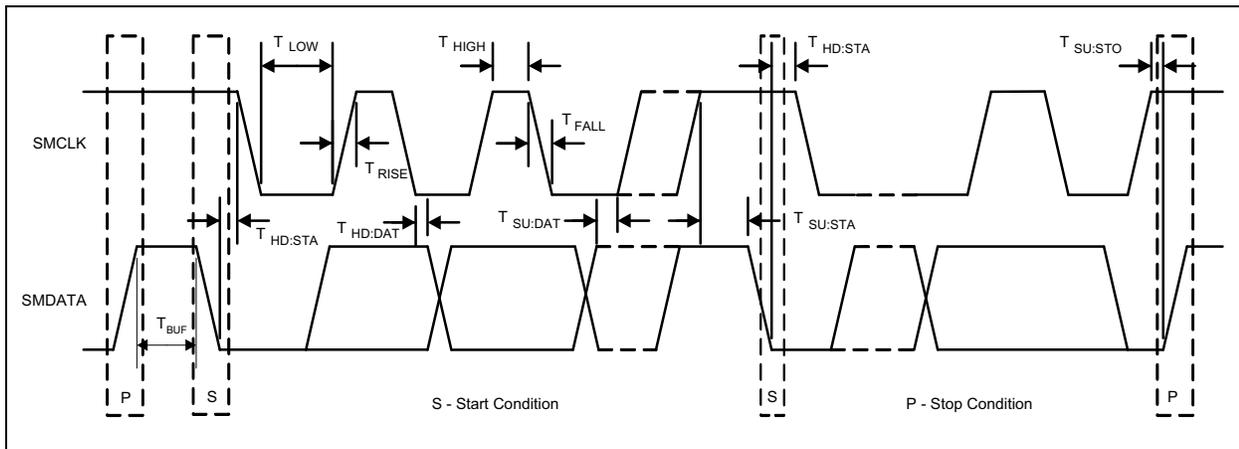 T LOW
T HIGH
T HD:STA
T SU:STO
SMCLK
T FALL
T RISE
T HD:STA
T HD:DAT
T SU:DAT
T SU:STA
SMDATA
T BUF
P
S
S - Start Condition
S
P - Stop Condition
P